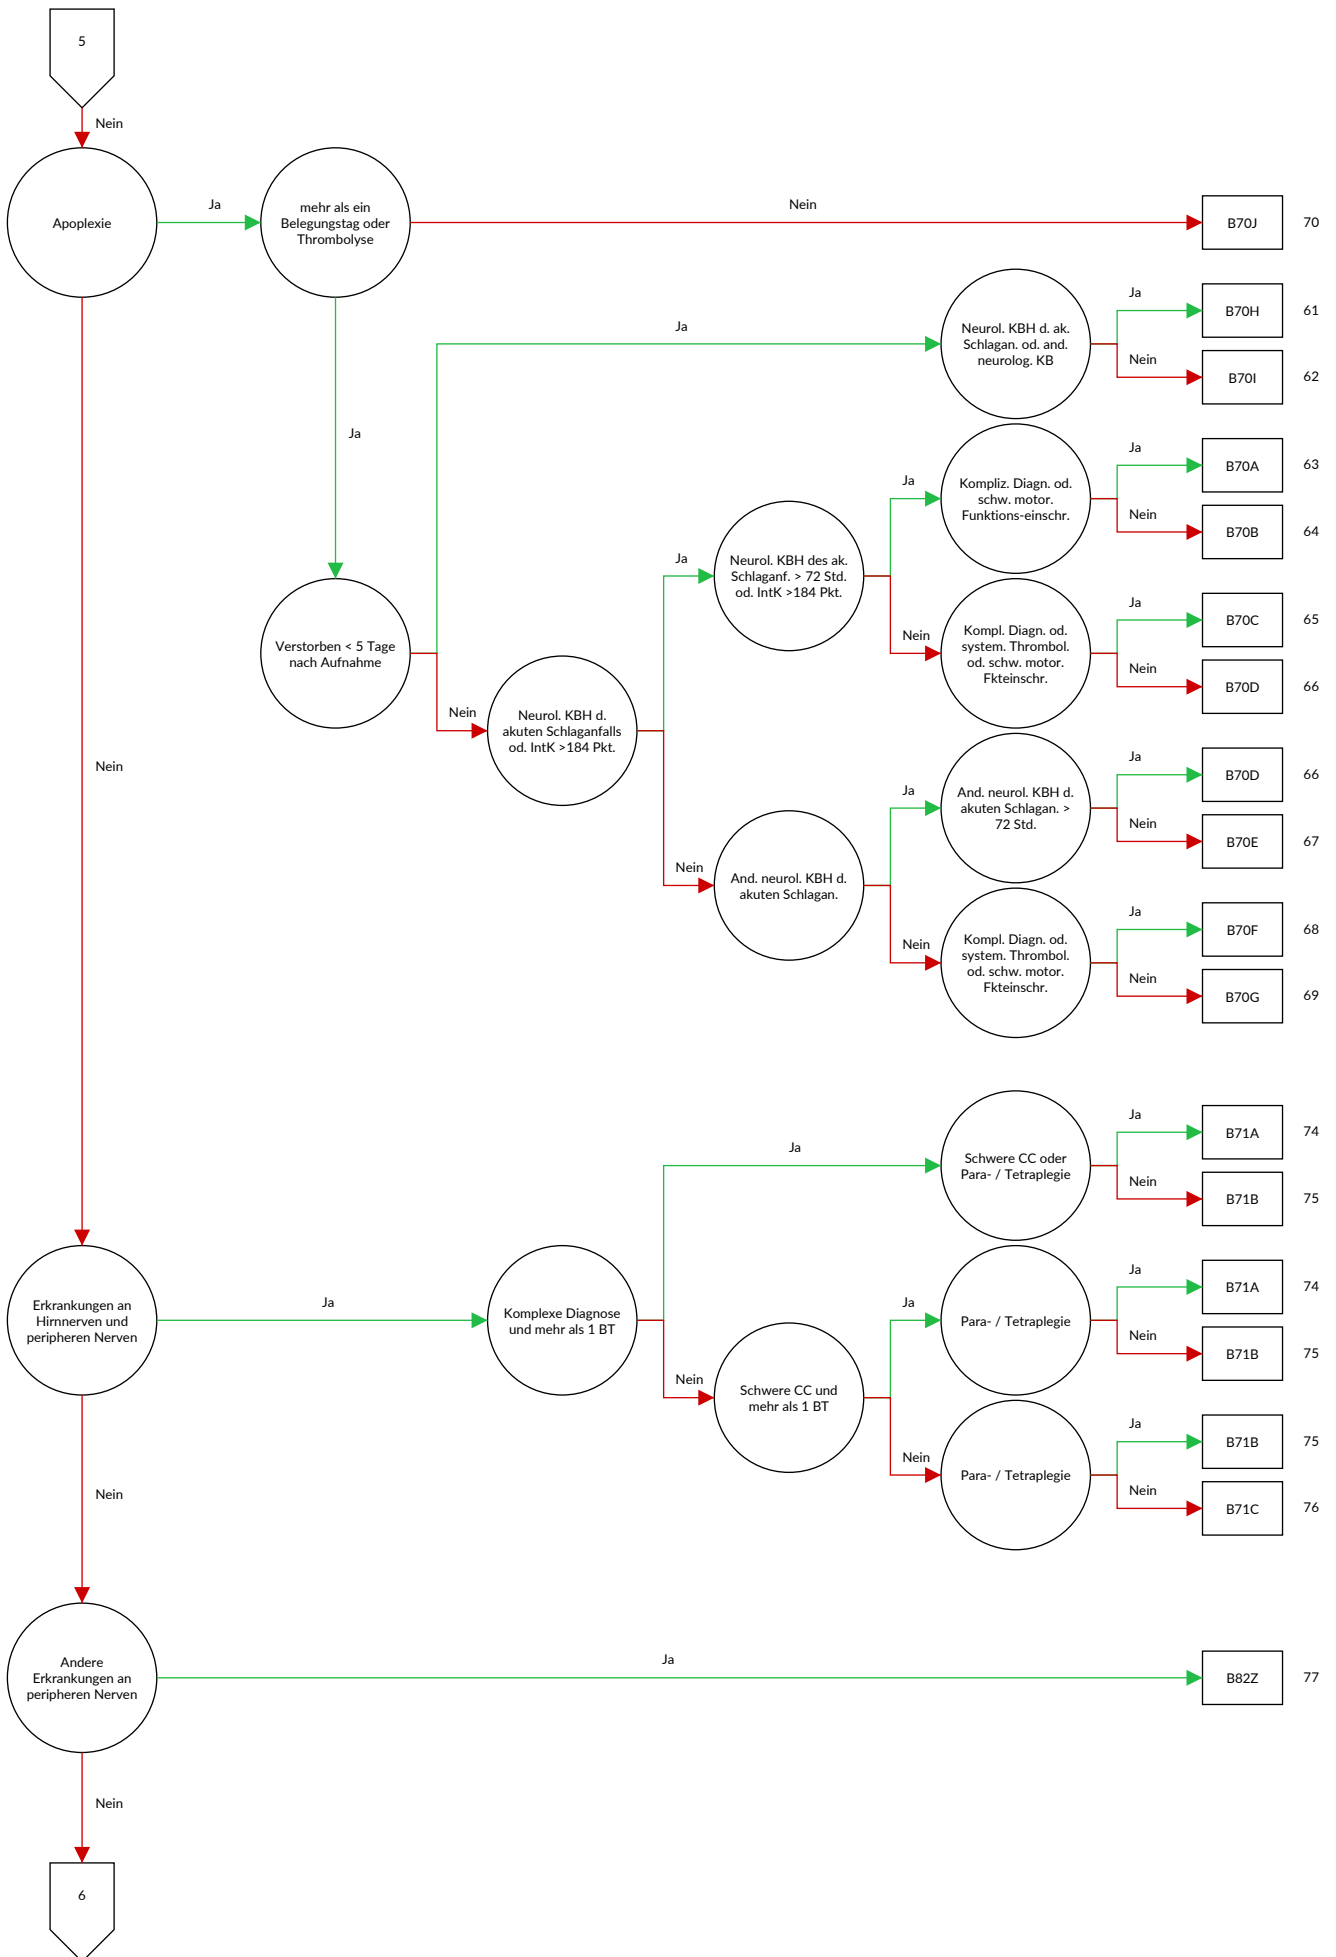 5
Nein
Apoplexie
Ja
mehr als ein
Belegungstag oder
Thrombolyse
Nein
B70J
70
Ja
Ja
Neurol. KBH d. ak.
Schlagan. od. and.
neurolog. KB
Ja
B70H
61
Nein
B70I
62
Verstorben < 5 Tage
nach Aufnahme
Nein
Neurol. KBH d.
akuten Schlaganfalls
od. IntK >184 Pkt.
Ja
Neurol. KBH des ak.
Schlaganf. > 72 Std.
od. IntK >184 Pkt.
Ja
Kompliz. Diagn. od.
schw. motor.
Funktions-einschr.
Ja
B70A
63
Nein
B70B
64
Nein
Kompl. Diagn. od.
system. Thrombol.
od. schw. motor.
Fkteinschr.
Ja
B70C
65
Nein
B70D
66
Nein
And. neurol. KBH d.
akuten Schlagan.
Ja
And. neurol. KBH d.
akuten Schlagan. >
72 Std.
Ja
B70D
66
Nein
B70E
67
Nein
Kompl. Diagn. od.
system. Thrombol.
od. schw. motor.
Fkteinschr.
Ja
B70F
68
Nein
B70G
69
Nein
Erkrankungen an
Hirnnerven und
peripheren Nerven
Ja
Komplexe Diagnose
und mehr als 1 BT
Ja
Schwere CC oder
Para- / Tetraplegie
Ja
B71A
74
Nein
B71B
75
Nein
Schwere CC und
mehr als 1 BT
Ja
Para- / Tetraplegie
Ja
B71A
74
Nein
B71B
75
Nein
Para- / Tetraplegie
Ja
B71B
75
Nein
B71C
76
Nein
Andere
Erkrankungen an
peripheren Nerven
Ja
B82Z
77
Nein
6